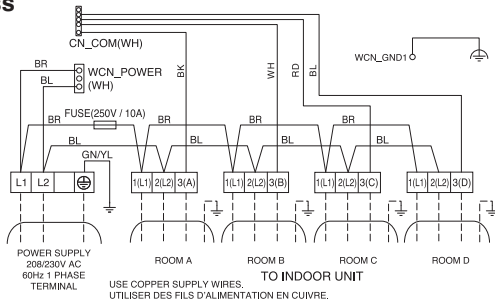 ss
CN_COM(WH)
BR
WCN_POWER
(WH)
BL
BK
WH
RD
BL
WCN_GND1
FUSE(250V / 10A)
BR
BR
BR
BR
BL
BL
BL
BL
GN/YL
L1 L2
1(L1) 2(L2) 3(A)
1(L1) 2(L2) 3(B)
1(L1) 2(L2) 3(C)
1(L1) 2(L2) 3(D)
POWER SUPPLY
208/230V AC
60Hz 1 PHASE
TERMINAL
ROOM A
ROOM B
ROOM C
ROOM D
TO INDOOR UNIT
USE COPPER SUPPLY WIRES.
UTILISER DES FILS D'ALIMENTATION EN CUIVRE.